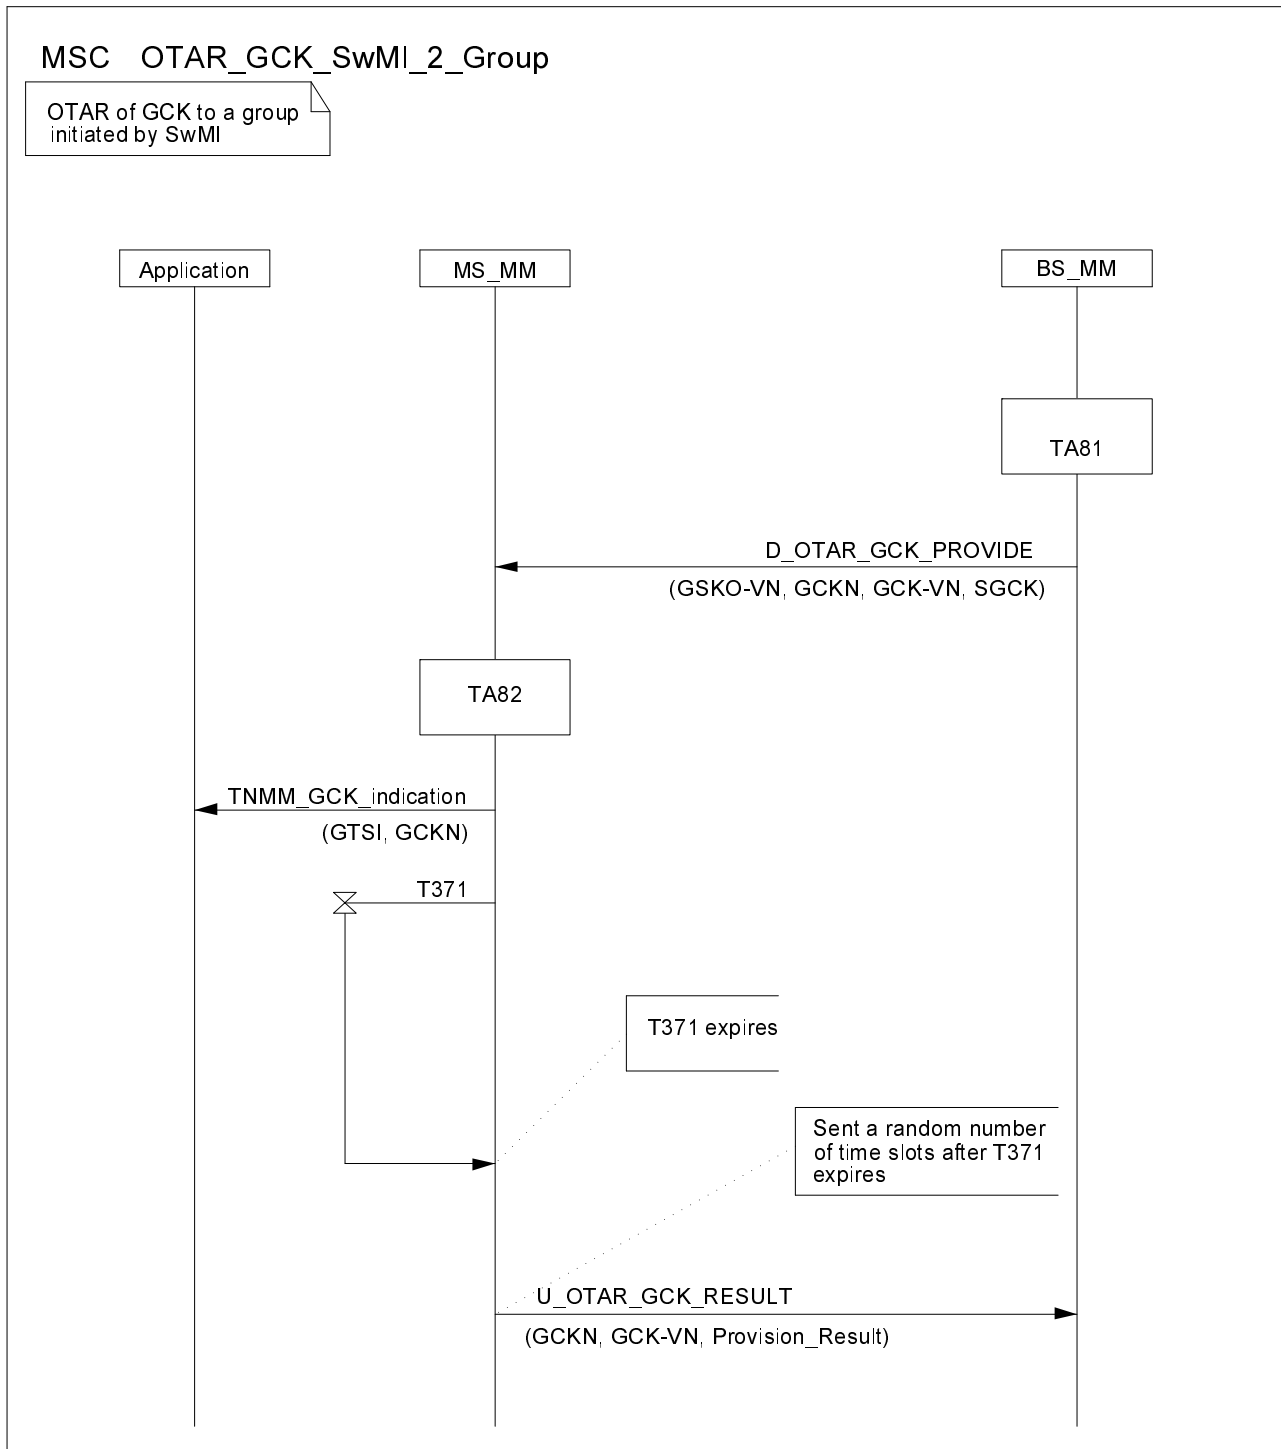 MSC OTAR_GCK_SwMI_2_Group
OTAR of GCK to a group
initiated by SwMI
Application
MS_MM
BS_MM
TA81
D_OTAR_GCK_PROVIDE
(GSKO-VN, GCKN, GCK-VN, SGCK)
TA82
TNMM_GCK_indication
(GTSI, GCKN)
T371
T371 expires
Sent a random number
of time slots after T371
expires
U_OTAR_GCK_RESULT
(GCKN, GCK-VN, Provision_Result)